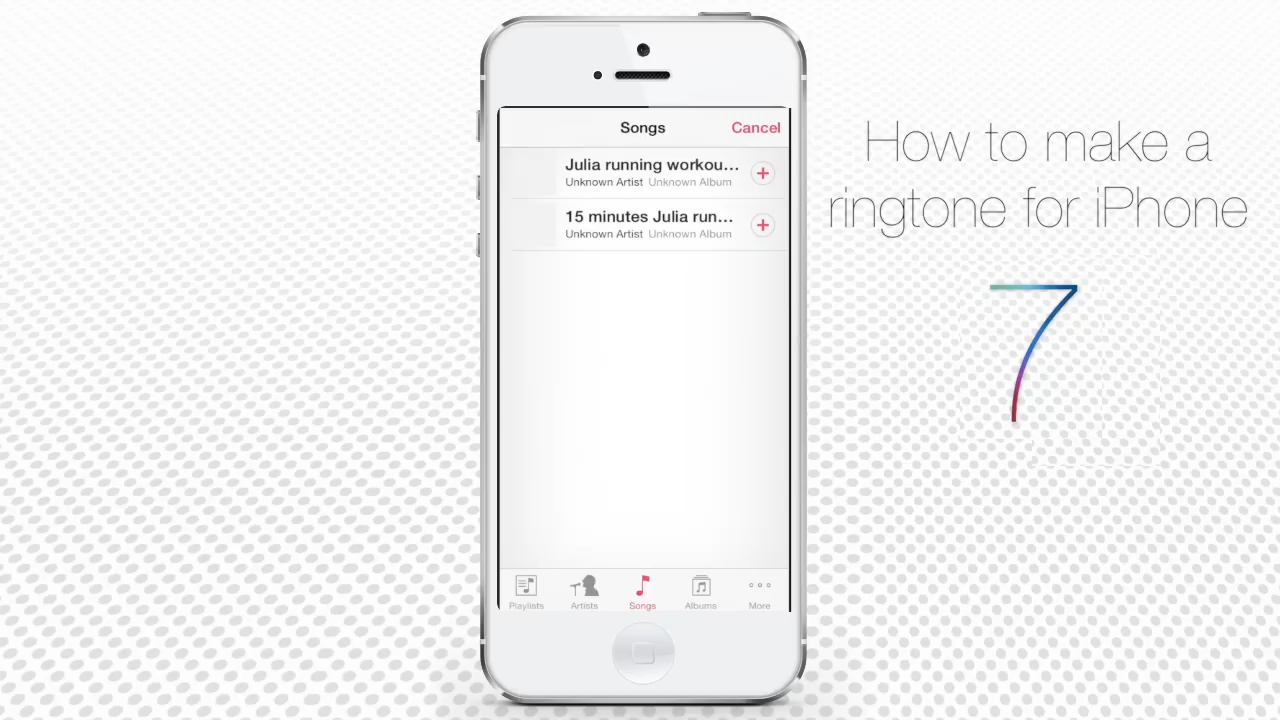 Songs Cancel
Julia running workou...
Unknown Artist Unknown Album
15 minutes Julia run...
Unknown Artist Unknown Album
Playlists Artists Songs Albums More
How to make a
ringtone for iPhone
7